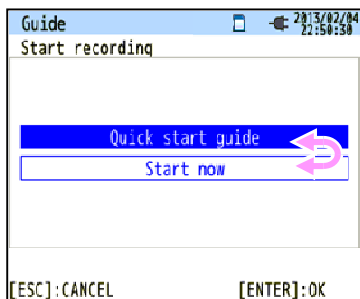 Guide 2013/02/04
22:50:30
Start recording
Quick start guide
Start now
[ESC]:CANCEL [ENTER]:OK